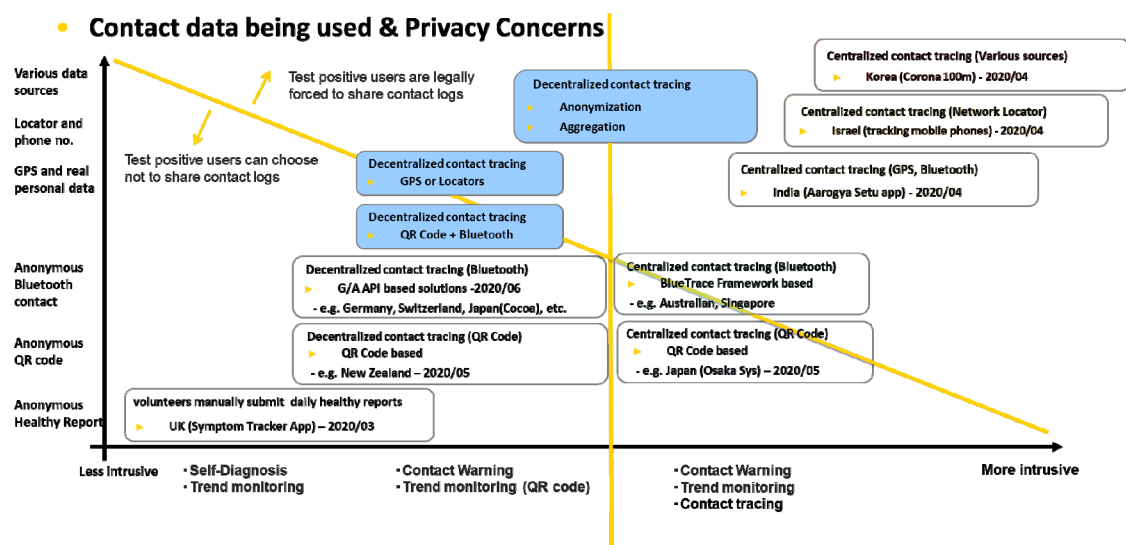 • Contact data being used & Privacy Concerns
Various data
sources
Locator and
phone no.
GPS and real
personal data
Anonymous
Bluetooth
contact
Anonymous
QR code
Anonymous
Healthy Report
Test positive users are legally
forced to share contact logs
Test positive users can choose
not to share contact logs
Decentralized contact tracing
► Anonymization
► Aggregation
Decentralized contact tracing
► GPS or Locators
Decentralized contact tracing
► QR Code + Bluetooth
Centralized contact tracing (Various sources)
► Korea (Corona 100m) - 2020/04
Centralized contact tracing (Network Locator)
► Israel (tracking mobile phones) - 2020/04
Centralized contact tracing (GPS, Bluetooth)
► India (Aarogya Setu app) - 2020/04
Decentralized contact tracing (Bluetooth)
► G/A API based solutions -2020/06
- e.g. Germany, Switzerland, Japan(Cocoa), etc.
Centralized contact tracing (Bluetooth)
► BlueTrace Framework based
- e.g. Australian, Singapore
Decentralized contact tracing (QR Code)
► QR Code based
- e.g. New Zealand – 2020/05
Centralized contact tracing (QR Code)
► QR Code based
- e.g. Japan (Osaka Sys) – 2020/05
volunteers manually submit daily healthy reports
► UK (Symptom Tracker App) – 2020/03
Less intrusive
• Self-Diagnosis
• Trend monitoring
• Contact Warning
• Trend monitoring (QR code)
• Contact Warning
• Trend monitoring
• Contact tracing
More intrusive